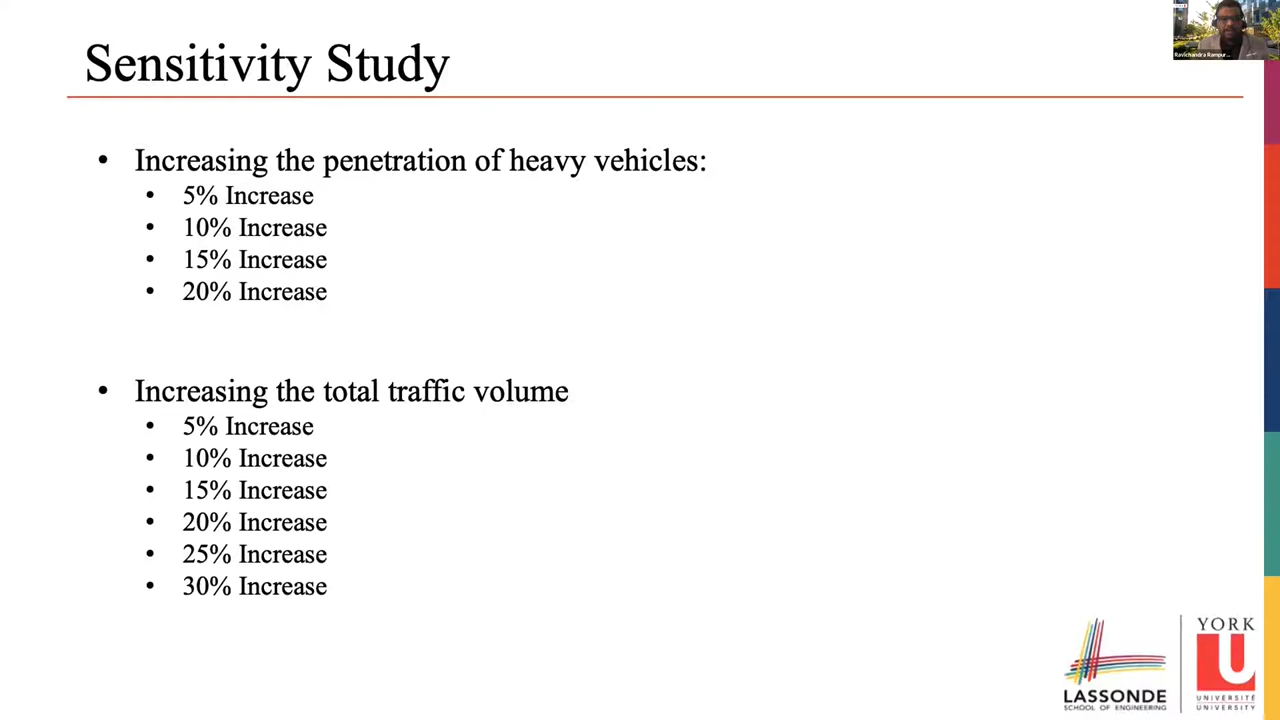 Sensitivity Study
Ravichandra Rampur...
• Increasing the penetration of heavy vehicles:
• 5% Increase
• 10% Increase
• 15% Increase
• 20% Increase
• Increasing the total traffic volume
• 5% Increase
• 10% Increase
• 15% Increase
• 20% Increase
• 25% Increase
• 30% Increase
LASSONDE
SCHOOL OF ENGINEERING
YORK
U
UNIVERSITÉ
UNIVERSITY